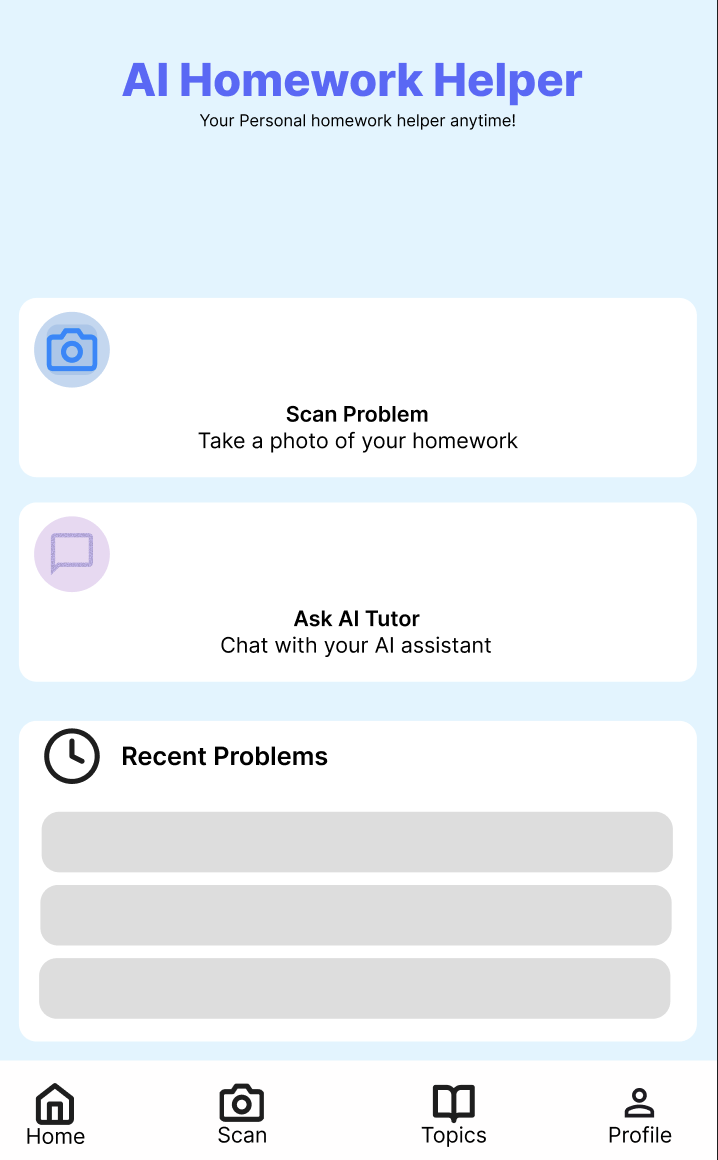 AI Homework Helper
Your Personal homework helper anytime!
Scan Problem
Take a photo of your homework
Ask AI Tutor
Chat with your AI assistant
Recent Problems
Home
Scan
Topics
Profile